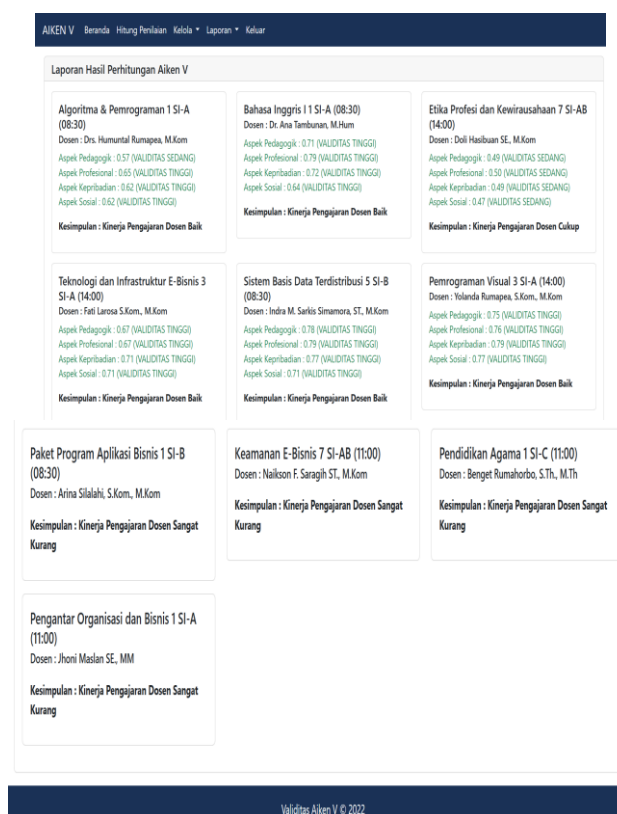 AIKEN V Beranda Hitung Penilaian Kelola Laporan Keluar
Laporan Hasil Perhitungan Aiken V
Algoritma & Pemrograman 1 SI-A
(08:30)
Dosen : Drs. Humuntal Rumapea, M.Kom
Aspek Pedagogik : 0.57 (VALIDITAS SEDANG)
Aspek Profesional : 0.65 (VALIDITAS TINGGI)
Aspek Kepribadian : 0.62 (VALIDITAS TINGGI)
Aspek Sosial : 0.62 (VALIDITAS TINGGI)
Kesimpulan : Kinerja Pengajaran Dosen Baik
Bahasa Inggris I 1 SI-A (08:30)
Dosen : Dr. Ana Tambunan, M.Hum
Aspek Pedagogik : 0.71 (VALIDITAS TINGGI)
Aspek Profesional : 0.79 (VALIDITAS TINGGI)
Aspek Kepribadian : 0.72 (VALIDITAS TINGGI)
Aspek Sosial : 0.64 (VALIDITAS TINGGI)
Kesimpulan : Kinerja Pengajaran Dosen Baik
Etika Profesi dan Kewirausahaan 7 SI-AB
(14:00)
Dosen : Doli Hasibuan SE., M.Kom
Aspek Pedagogik : 0.49 (VALIDITAS SEDANG)
Aspek Profesional : 0.50 (VALIDITAS SEDANG)
Aspek Kepribadian : 0.49 (VALIDITAS SEDANG)
Aspek Sosial : 0.47 (VALIDITAS SEDANG)
Kesimpulan : Kinerja Pengajaran Dosen Cukup
Teknologi dan Infrastruktur E-Bisnis 3
SI-A (14:00)
Dosen : Fati Larosa S.Kom., M.Kom
Aspek Pedagogik : 0.67 (VALIDITAS TINGGI)
Aspek Profesional : 0.67 (VALIDITAS TINGGI)
Aspek Kepribadian : 0.71 (VALIDITAS TINGGI)
Aspek Sosial : 0.71 (VALIDITAS TINGGI)
Kesimpulan : Kinerja Pengajaran Dosen Baik
Sistem Basis Data Terdistribusi 5 SI-B
(08:30)
Dosen : Indra M. Sarkis Simamora, ST., M.Kom
Aspek Pedagogik : 0.78 (VALIDITAS TINGGI)
Aspek Profesional : 0.79 (VALIDITAS TINGGI)
Aspek Kepribadian : 0.77 (VALIDITAS TINGGI)
Aspek Sosial : 0.71 (VALIDITAS TINGGI)
Kesimpulan : Kinerja Pengajaran Dosen Baik
Pemrograman Visual 3 SI-A (14:00)
Dosen : Yolanda Rumapea, S.Kom., M.Kom
Aspek Pedagogik : 0.75 (VALIDITAS TINGGI)
Aspek Profesional : 0.76 (VALIDITAS TINGGI)
Aspek Kepribadian : 0.79 (VALIDITAS TINGGI)
Aspek Sosial : 0.77 (VALIDITAS TINGGI)
Kesimpulan : Kinerja Pengajaran Dosen Baik
Paket Program Aplikasi Bisnis 1 SI-B
(08:30)
Dosen : Arina Silalahi, S.Kom., M.Kom
Kesimpulan : Kinerja Pengajaran Dosen Sangat
Kurang
Keamanan E-Bisnis 7 SI-AB (11:00)
Dosen : Naikson F. Saragih ST., M.Kom
Kesimpulan : Kinerja Pengajaran Dosen Sangat
Kurang
Pendidikan Agama 1 SI-C (11:00)
Dosen : Benget Rumahorbo, S.Th., M.Th
Kesimpulan : Kinerja Pengajaran Dosen Sangat
Kurang
Pengantar Organisasi dan Bisnis 1 SI-A
(11:00)
Dosen : Jhoni Maslan SE., MM
Kesimpulan : Kinerja Pengajaran Dosen Sangat
Kurang
Validitas Aiken V © 2022